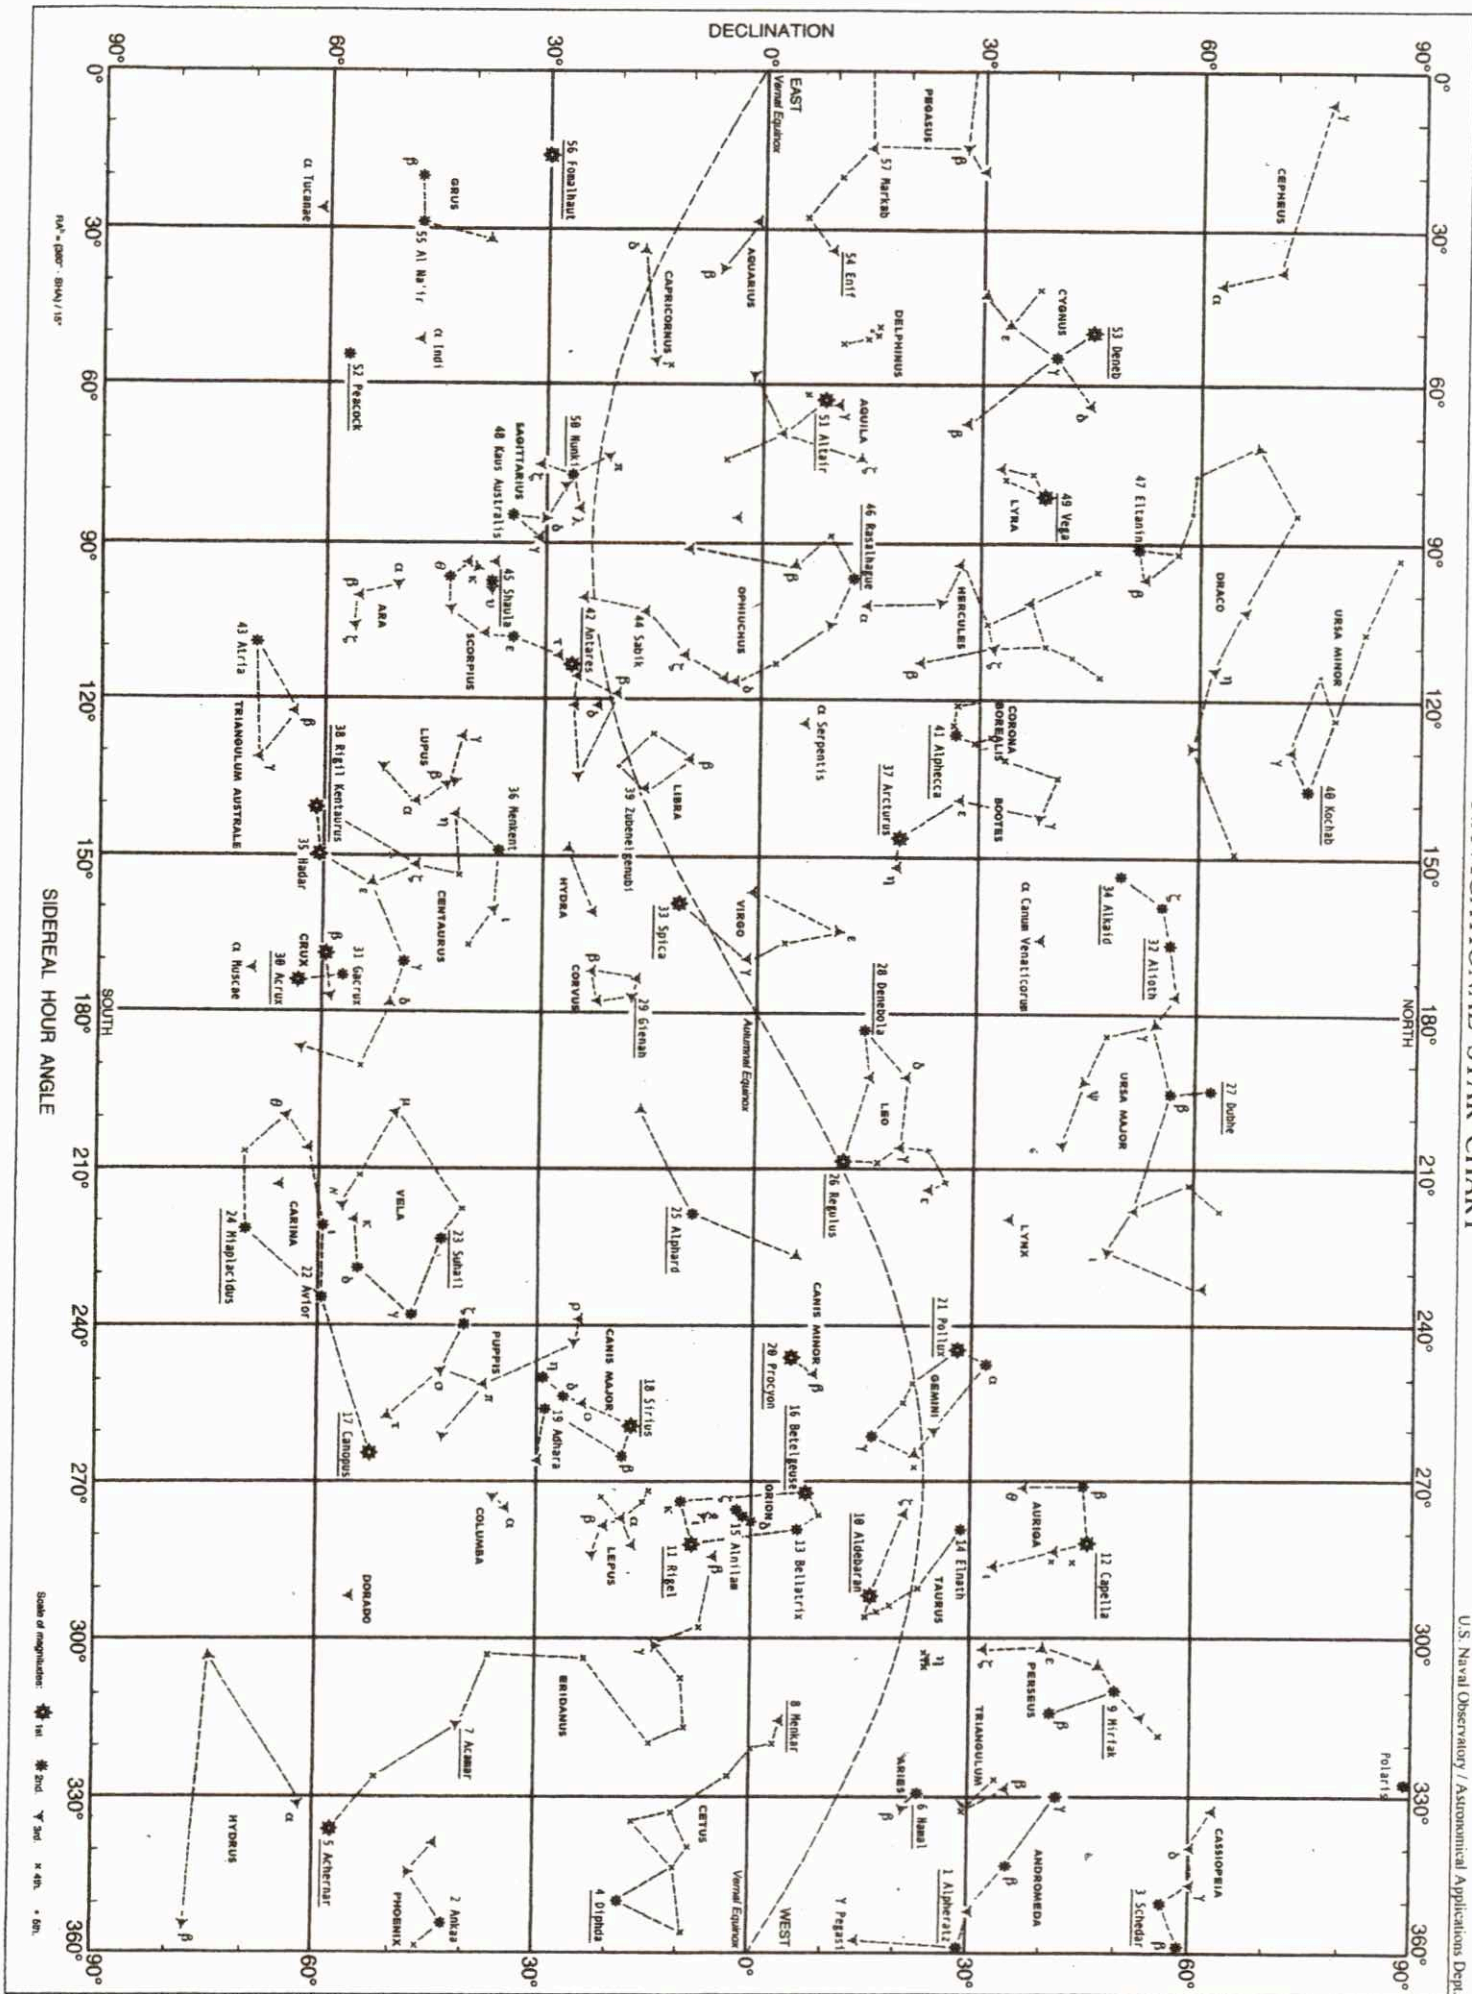 STAR CHART
U.S. Naval Observatory / Astronomical Applications Dept.
DECLINATION
90° 60° 30° 0° 30° 60° 90°
0° 30° 60° 90° 120° 150° 180° 210° 240° 270° 300° 330° 360°
EAST
Vernal Equinox
PEGASUS
β
57 Markab
54 Enif
CEPHEUS
γ
α
56 Fomalhaut
α Tucanae
GRUS
β
55 Al Na'ir
AQUARIUS
β
CAPRICORNUS
δ
γ
DELPHINUS
CYGNUS
53 Deneb
ε
γ
δ
β
α Indi
52 Peacock
AQUILA
51 Altair
γ
ζ
50 Nunki
SAGITTARIUS
48 Kaus Australis
π
ζ
λ
δ
γ
49 Vega
LYRA
47 Eltanin
β
DRACO
η
46 Rasalhague
OPHIUCHUS
β
α
ζ
δ
HERCULES
ζ
β
URSA MINOR
40 Kochab
γ
45 Shaula
SCORPIUS
θ
κ
υ
ε
τ
42 Antares
β
δ
44 Sabik
ARA
α
β
ζ
43 Atria
TRIANGULUM AUSTRALE
β
γ
38 Rigil Kentaurus
35 Hadar
LUPUS
γ
β
α
36 Menkent
η
ζ
ε
ι
CENTAURUS
γ
δ
LIBRA
β
39 Zubenelgenubi
α Serpentis
CORONA
BOREALIS
41 Alphecca
BOOTES
37 Arcturus
ε
γ
η
HYDRA
VIRGO
33 Spica
ε
γ
α Canum Venaticorum
34 Alkaid
ζ
32 Alioth
CRUX
β
31 Gacrux
30 Acrux
α Muscae
CORVUS
29 Gienah
28 Denebola
SOUTH
NORTH
Autumnal Equinox
LEO
δ
γ
ε
26 Regulus
URSA MAJOR
27 Dubhe
γ
β
ψ
ι
LYNX
25 Alphard
VELA
μ
κ
δ
γ
23 Suhail
CARINA
θ
ι
24 Miaplacidus
22 Avior
17 Canopus
PUPPIS
ζ
σ
π
τ
ρ
CANIS MAJOR
η
δ
ο
β
19 Adhara
18 Sirius
CANIS MINOR
β
20 Procyon
21 Pollux
GEMINI
α
γ
16 Betelgeuse
ORION
ζ
δ
κ
ι
15 Alnilam
13 Bellatrix
11 Rigel
β
LEPUS
α
β
COLUMBA
α
DORADO
AURIGA
β
θ
ι
12 Capella
14 Elnath
TAURUS
ζ
10 Aldebaran
η
PERSEUS
ζ
ε
β
9 Mirfak
TRIANGULUM
β
ARIES
β
6 Hamal
8 Menkar
ERIDANUS
γ
7 Acamar
5 Achernar
HYDRUS
α
β
CETUS
4 Diphda
PHOENIX
2 Ankaa
Polaris
CASSIOPEIA
δ
γ
β
3 Schedar
ANDROMEDA
γ
β
1 Alpheratz
γ Pegasi
WEST
Vernal Equinox
SIDEREAL HOUR ANGLE
RAʰ = (360° - SHA) / 15°
Scale of magnitudes: 1st. 2nd. 3rd. 4th. 5th.